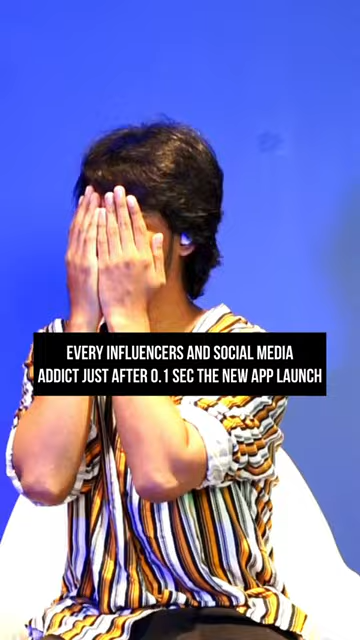 EVERY INFLUENCERS AND SOCIAL MEDIA
ADDICT JUST AFTER 0.1 SEC THE NEW APP LAUNCH